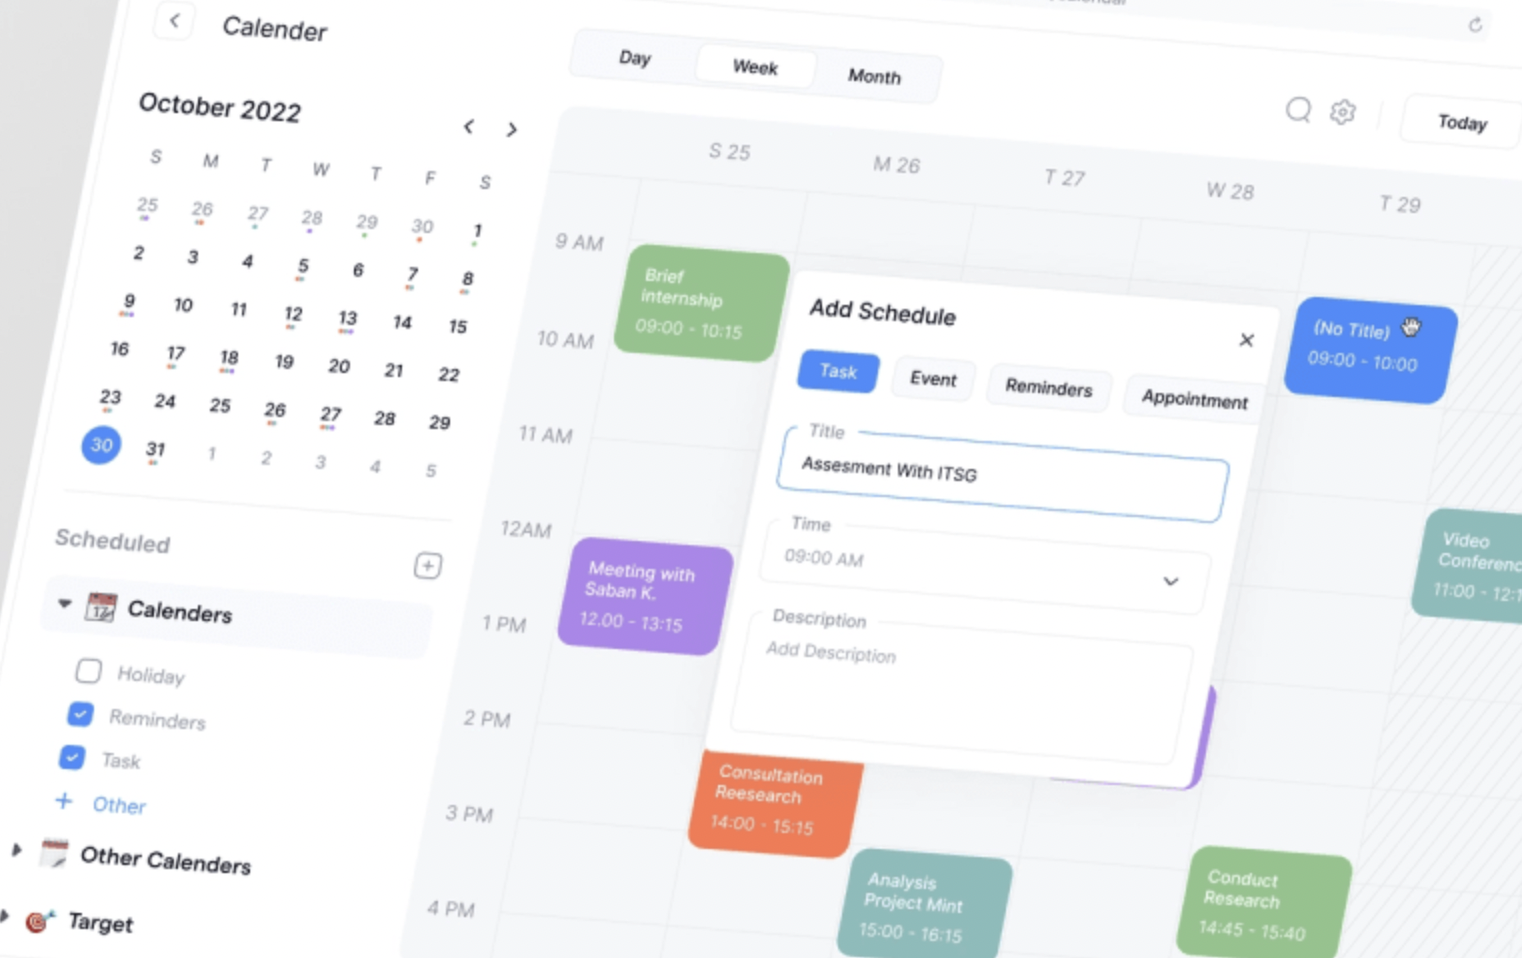 Calender
Day
Week
Month
Today
October 2022
S M T W T F S
25 26 27 28 29 30 1
2 3 4 5 6 7 8
9 10 11 12 13 14 15
16 17 18 19 20 21 22
23 24 25 26 27 28 29
30 31 1 2 3 4 5
Scheduled
Calenders
Holiday
Reminders
Task
Other
Other Calenders
Target
S 25
M 26
T 27
W 28
T 29
9 AM
10 AM
11 AM
12AM
1 PM
2 PM
3 PM
4 PM
Brief
internship
09:00 - 10:15
Meeting with
Saban K.
12.00 - 13:15
Add Schedule
Task
Event
Reminders
Appointment
Title
Assesment With ITSG
Time
09:00 AM
Description
Add Description
Consultation
Reesearch
14:00 - 15:15
Analysis
Project Mint
15:00 - 16:15
(No Title)
09:00 - 10:00
Video
Conferenc
11:00 - 12:1
Conduct
Research
14:45 - 15:40